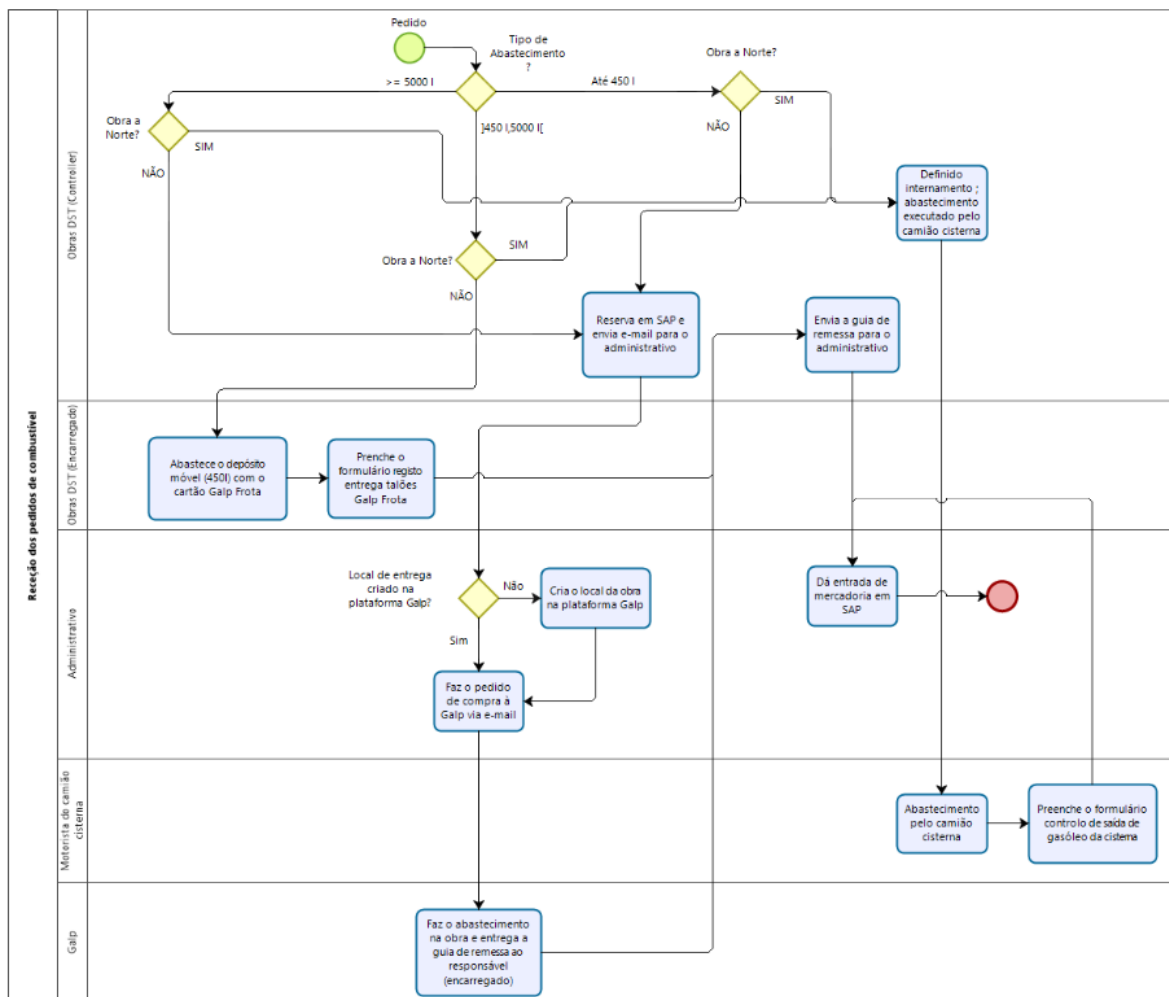 Receção dos pedidos de combustível
Obras DST (Controller)
Pedido
Tipo de
Abastecimento
?
>= 5000 l
Até 450 l
]450 l,5000 l[
Obra a Norte?
SIM
NÃO
Obra a
Norte?
SIM
NÃO
Obra a Norte?
SIM
NÃO
Definido
internamento ;
abastecimento
executado pelo
camião cisterna
Reserva em SAP e
envia e-mail para o
administrativo
Envia a guia de
remessa para o
administrativo
Obras DST (Encarregado)
Abastece o depósito
móvel (450l) com o
cartão Galp Frota
Prenche o
formulário registo
entrega talões
Galp Frota
Administrativo
Local de entrega
criado na
plataforma Galp?
Não
Sim
Cria o local da obra
na plataforma Galp
Faz o pedido
de compra à
Galp via e-mail
Dá entrada de
mercadoria em
SAP
Motorista do camião
cisterna
Abastecimento
pelo camião
cisterna
Preenche o formulário
controlo de saída de
gasóleo da cisterna
Galp
Faz o abastecimento
na obra e entrega a
guia de remessa ao
responsável
(encarregado)